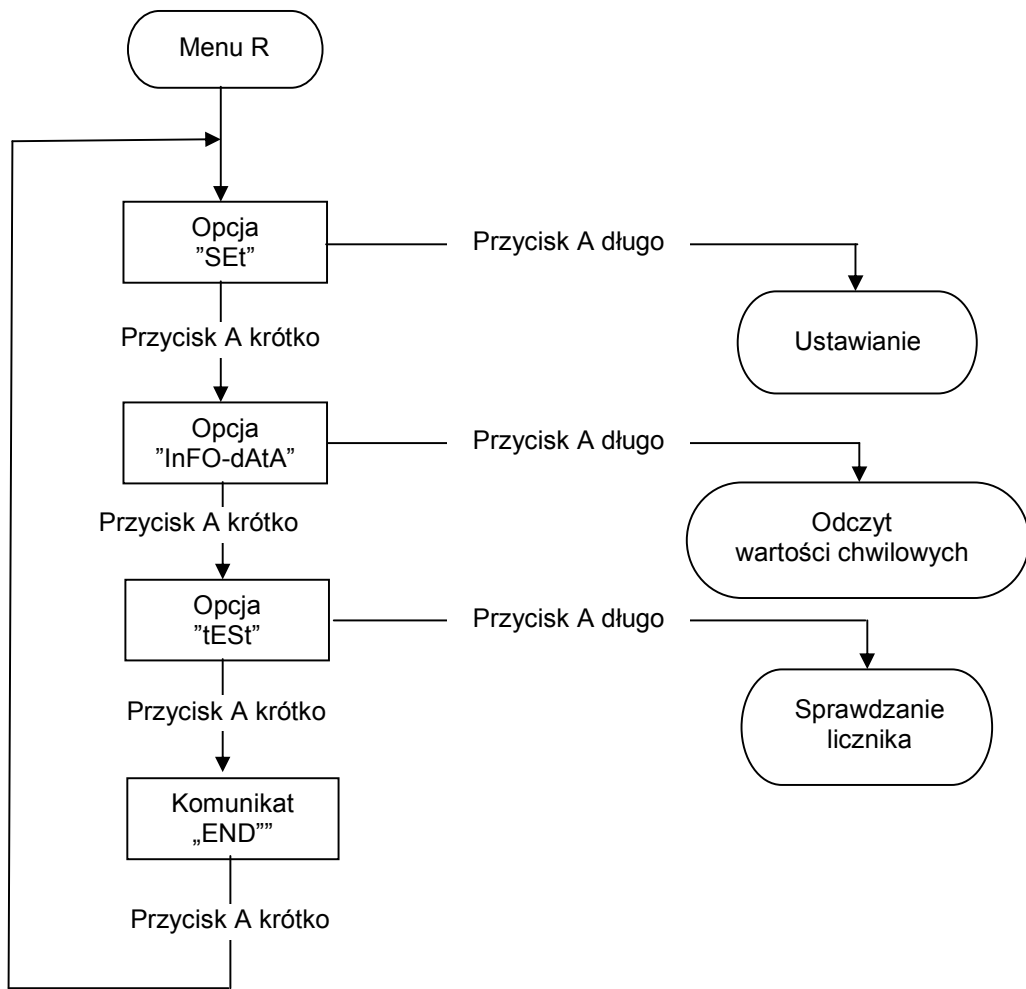 Menu R
Opcja
”SEt”
Przycisk A długo
Ustawianie
Przycisk A krótko
Opcja
”InFO-dAtA”
Przycisk A długo
Odczyt
wartości chwilowych
Przycisk A krótko
Opcja
”tESt”
Przycisk A długo
Sprawdzanie
licznika
Przycisk A krótko
Komunikat
„END””
Przycisk A krótko